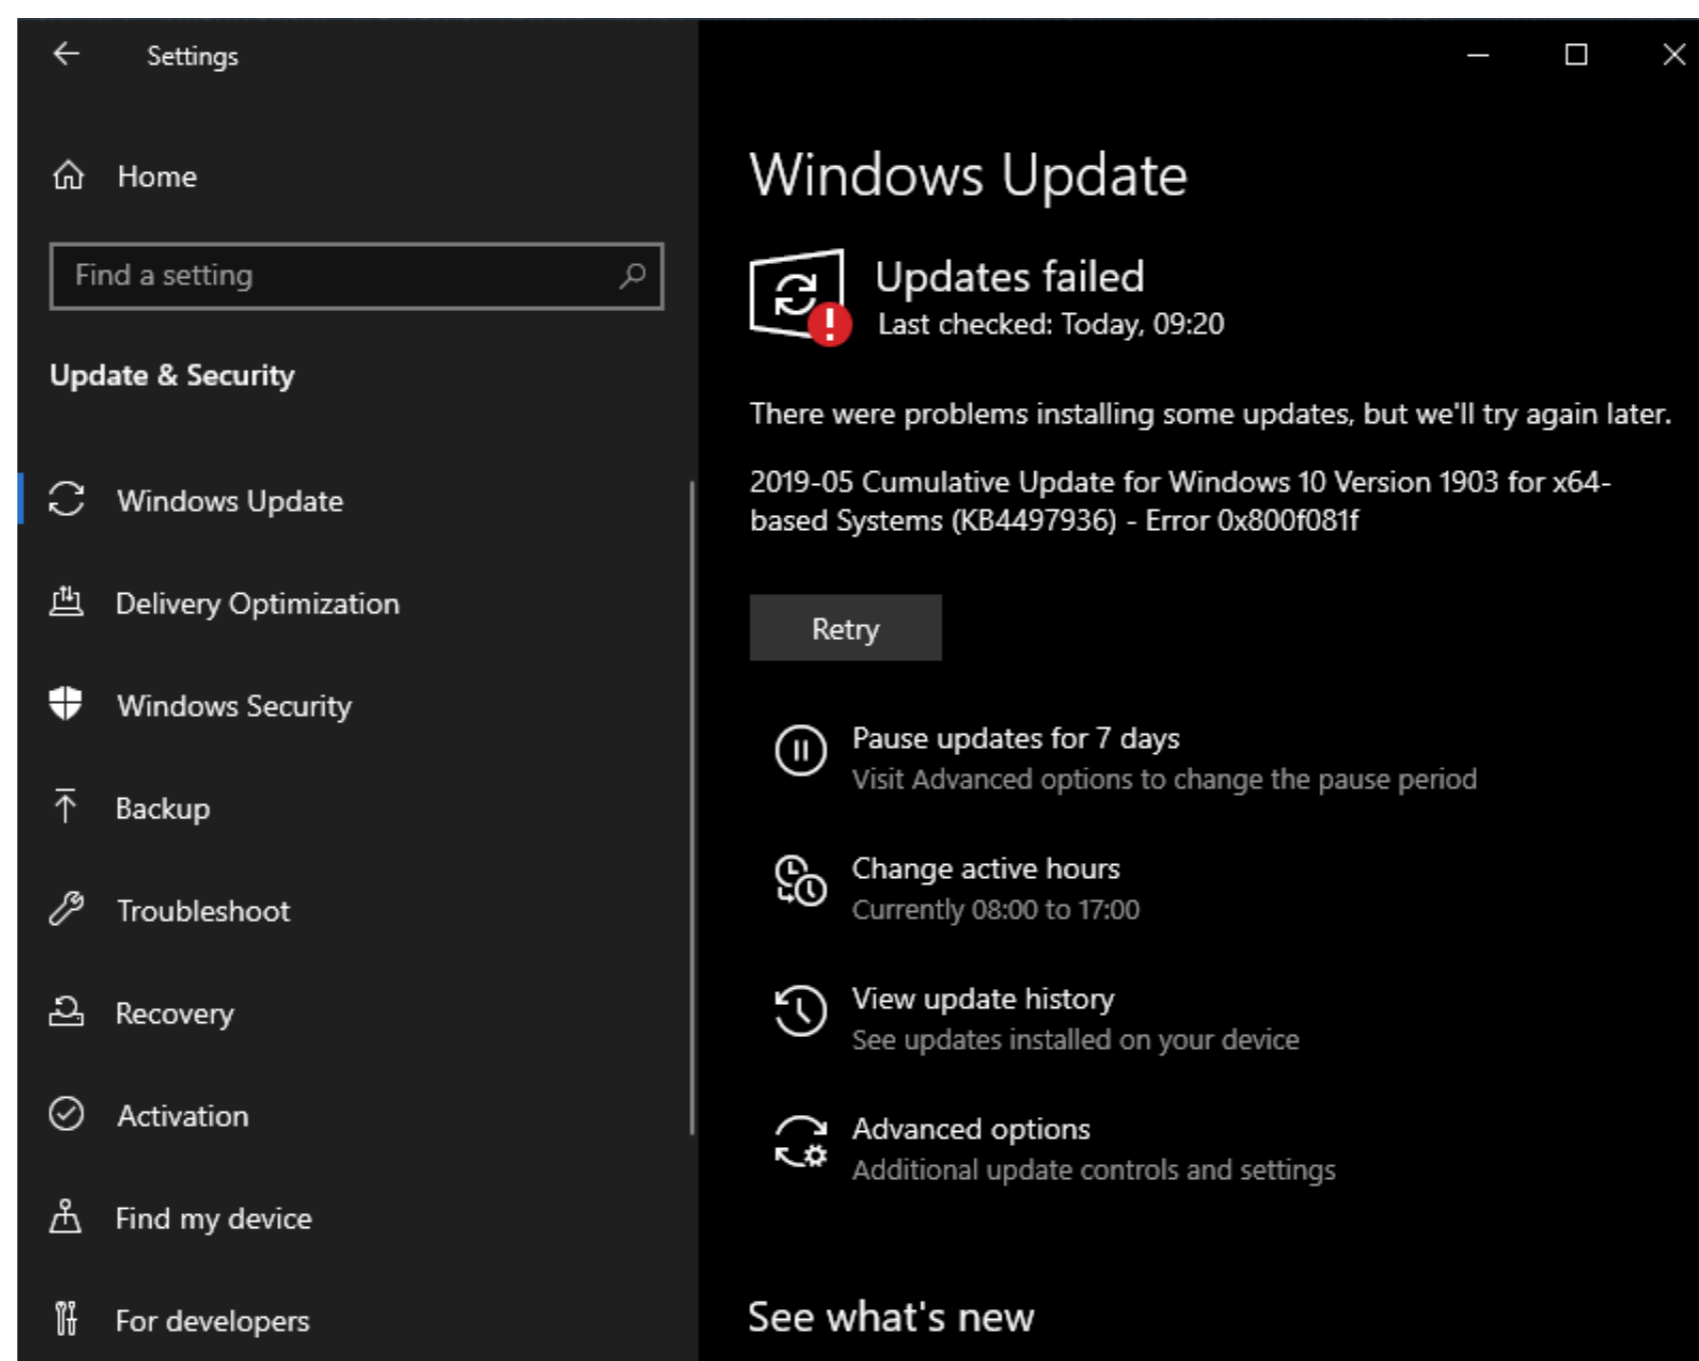 Settings
Home
Find a setting
Update & Security
Windows Update
Delivery Optimization
Windows Security
Backup
Troubleshoot
Recovery
Activation
Find my device
For developers
Windows Update
Updates failed
Last checked: Today, 09:20
There were problems installing some updates, but we'll try again later.
2019-05 Cumulative Update for Windows 10 Version 1903 for x64-
based Systems (KB4497936) - Error 0x800f081f
Retry
Pause updates for 7 days
Visit Advanced options to change the pause period
Change active hours
Currently 08:00 to 17:00
View update history
See updates installed on your device
Advanced options
Additional update controls and settings
See what's new